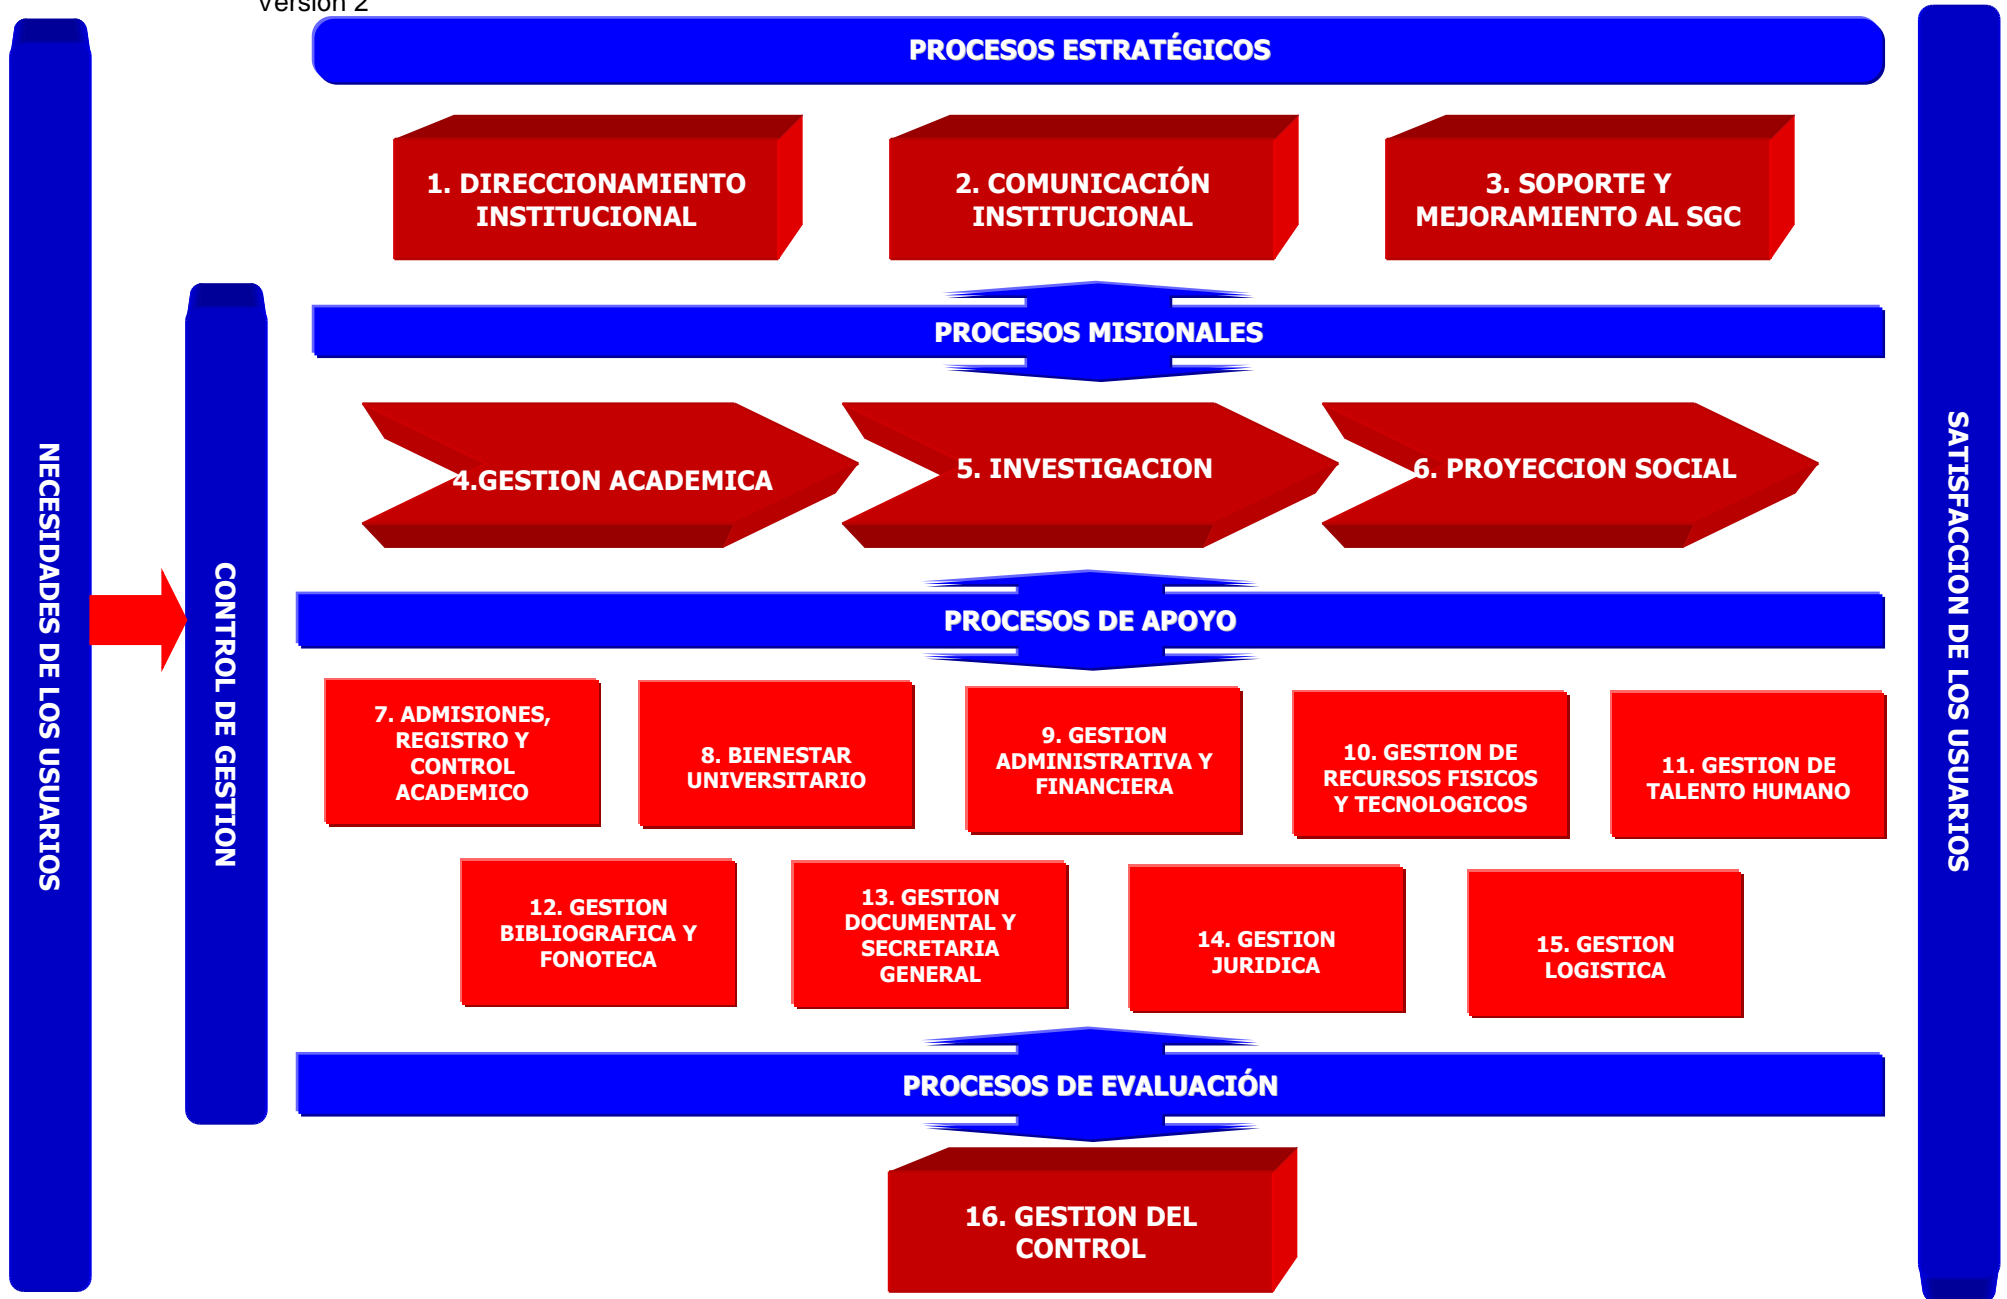 Versión 2
PROCESOS ESTRATÉGICOS
1. DIRECCIONAMIENTO
INSTITUCIONAL
2. COMUNICACIÓN
INSTITUCIONAL
3. SOPORTE Y
MEJORAMIENTO AL SGC
PROCESOS MISIONALES
4.GESTION ACADEMICA
5. INVESTIGACION
6. PROYECCION SOCIAL
NECESIDADES DE LOS USUARIOS
CONTROL DE GESTION
SATISFACCION DE LOS USUARIOS
PROCESOS DE APOYO
7. ADMISIONES,
REGISTRO Y
CONTROL
ACADEMICO
8. BIENESTAR
UNIVERSITARIO
9. GESTION
ADMINISTRATIVA Y
FINANCIERA
10. GESTION DE
RECURSOS FISICOS
Y TECNOLOGICOS
11. GESTION DE
TALENTO HUMANO
12. GESTION
BIBLIOGRAFICA Y
FONOTECA
13. GESTION
DOCUMENTAL Y
SECRETARIA
GENERAL
14. GESTION
JURIDICA
15. GESTION
LOGISTICA
PROCESOS DE EVALUACIÓN
16. GESTION DEL
CONTROL